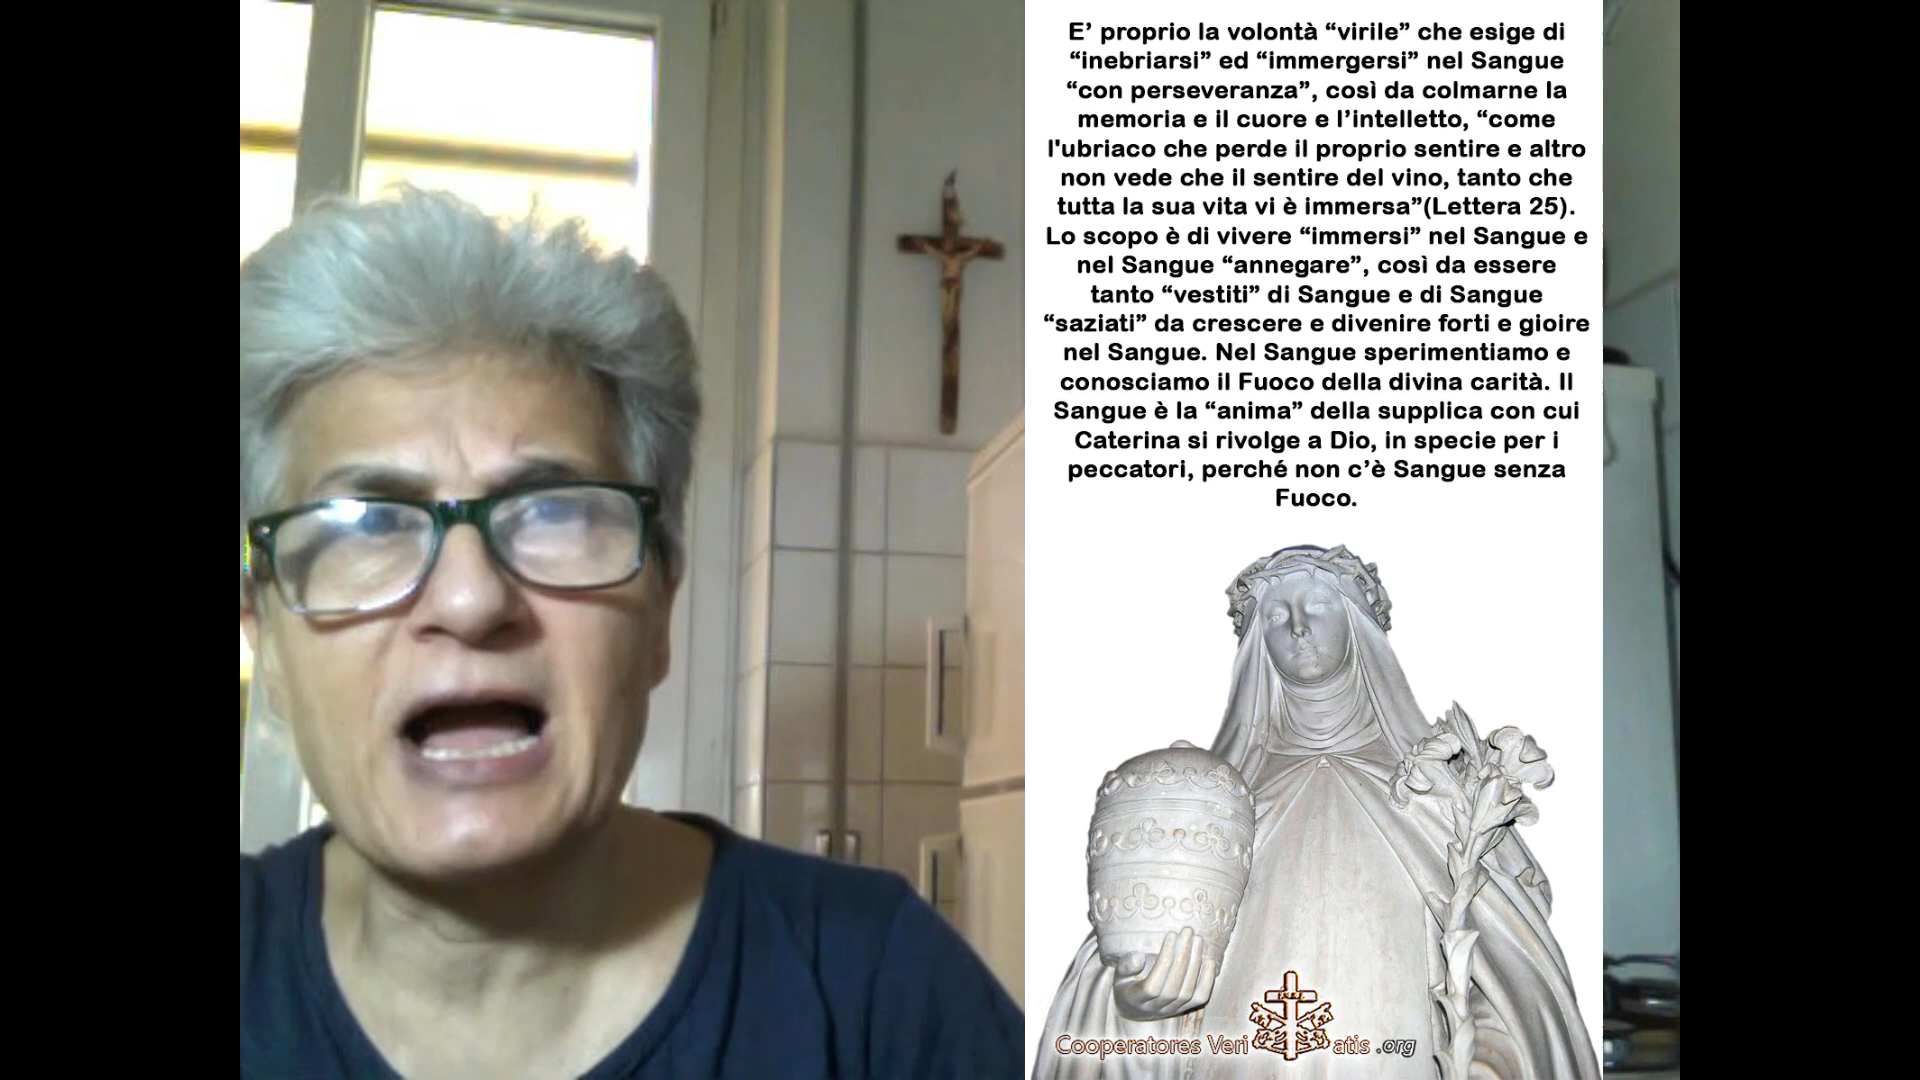 E’ proprio la volontà “virile” che esige di
“inebriarsi” ed “immergersi” nel Sangue
“con perseveranza”, così da colmarne la
memoria e il cuore e l’intelletto, “come
l'ubriaco che perde il proprio sentire e altro
non vede che il sentire del vino, tanto che
tutta la sua vita vi è immersa”(Lettera 25).
Lo scopo è di vivere “immersi” nel Sangue e
nel Sangue “annegare”, così da essere
tanto “vestiti” di Sangue e di Sangue
“saziati” da crescere e divenire forti e gioire
nel Sangue. Nel Sangue sperimentiamo e
conosciamo il Fuoco della divina carità. Il
Sangue è la “anima” della supplica con cui
Caterina si rivolge a Dio, in specie per i
peccatori, perché non c’è Sangue senza
Fuoco.
Cooperatores Veri atis .org